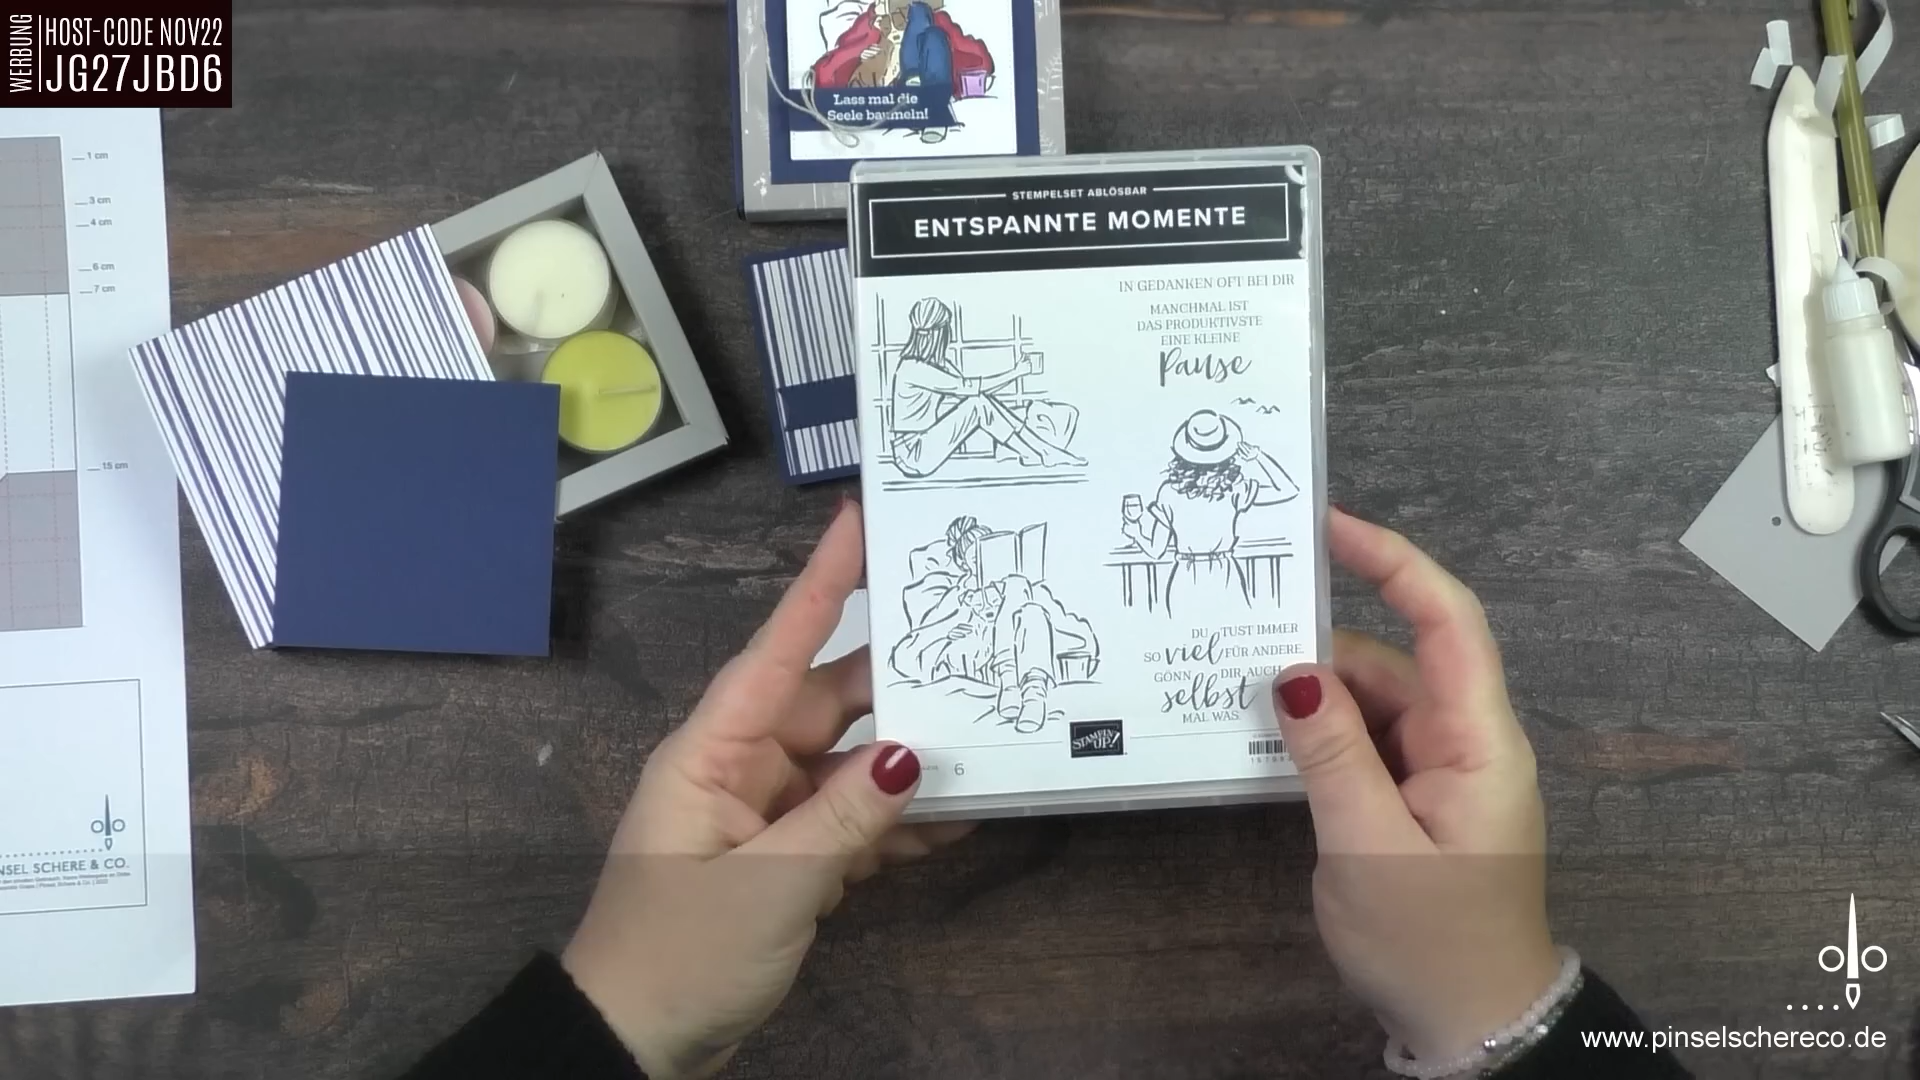 WERBUNG
HOST-CODE NOV22
JG27JBD6
Lass mal die
Seele baumeln!
1 cm
3 cm
4 cm
6 cm
7 cm
15 cm
STEMPELSET ABLÖSBAR
ENTSPANNTE MOMENTE
IN GEDANKEN OFT BEI DIR
MANCHMAL IST
DAS PRODUKTIVSTE
EINE KLEINE
Pause
DU TUST IMMER
SO viel FÜR ANDERE.
GÖNN DIR AUCH
selbst
MAL WAS.
STAMPIN' UP!
6
NSEL SCHERE & CO.
www.pinselschereco.de